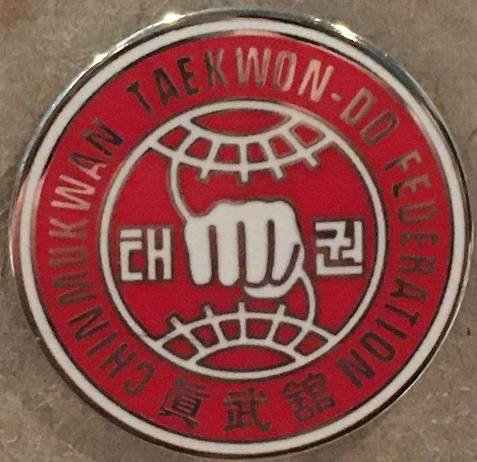 CHINMUKWAN TAEKWON-DO FEDERATION
태 권
眞武舘